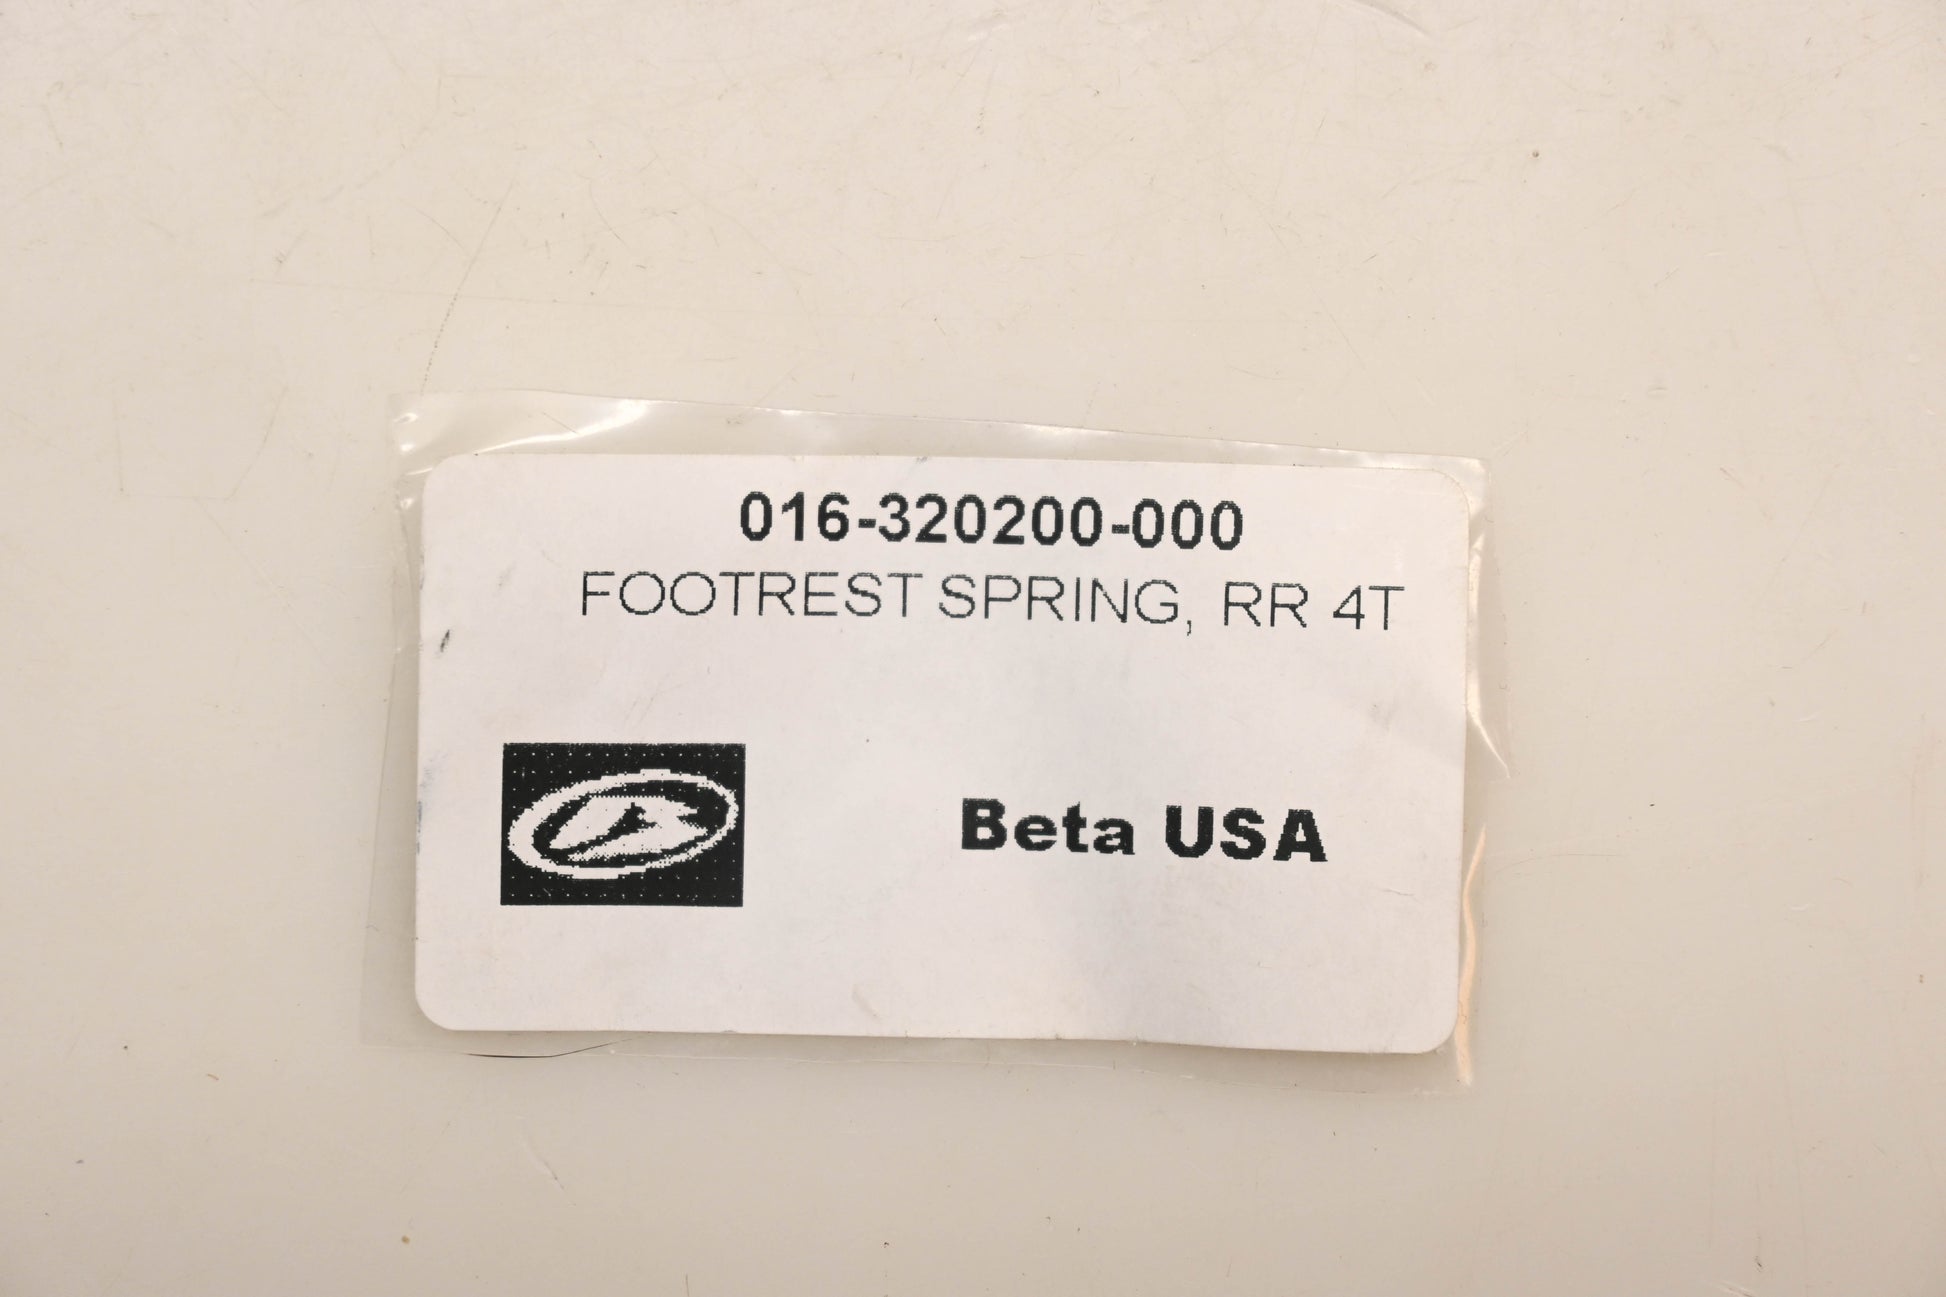 016-320200-000
FOOTREST SPRING, RR 4T
Beta USA